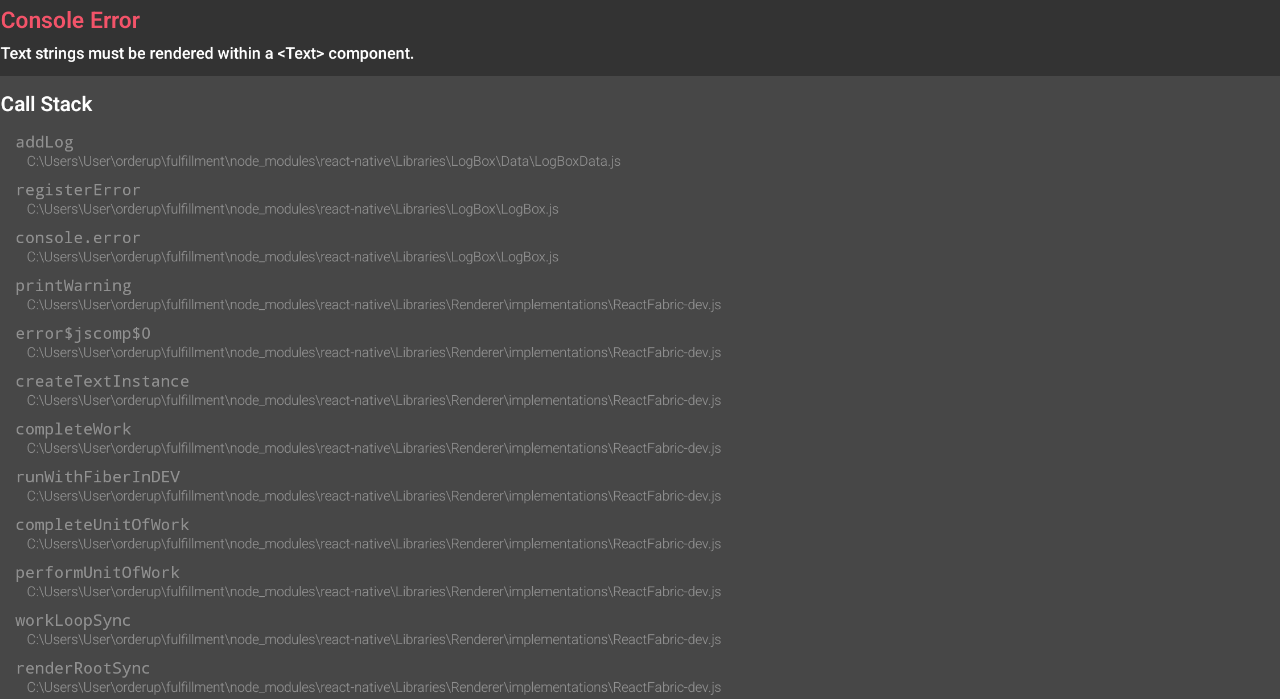 Console Error
Text strings must be rendered within a <Text> component.
Call Stack
addLog
C:\Users\User\orderup\fulfillment\node_modules\react-native\Libraries\LogBox\Data\LogBoxData.js
registerError
C:\Users\User\orderup\fulfillment\node_modules\react-native\Libraries\LogBox\LogBox.js
console.error
C:\Users\User\orderup\fulfillment\node_modules\react-native\Libraries\LogBox\LogBox.js
printWarning
C:\Users\User\orderup\fulfillment\node_modules\react-native\Libraries\Renderer\implementations\ReactFabric-dev.js
error$jscomp$0
C:\Users\User\orderup\fulfillment\node_modules\react-native\Libraries\Renderer\implementations\ReactFabric-dev.js
createTextInstance
C:\Users\User\orderup\fulfillment\node_modules\react-native\Libraries\Renderer\implementations\ReactFabric-dev.js
completeWork
C:\Users\User\orderup\fulfillment\node_modules\react-native\Libraries\Renderer\implementations\ReactFabric-dev.js
runWithFiberInDEV
C:\Users\User\orderup\fulfillment\node_modules\react-native\Libraries\Renderer\implementations\ReactFabric-dev.js
completeUnitOfWork
C:\Users\User\orderup\fulfillment\node_modules\react-native\Libraries\Renderer\implementations\ReactFabric-dev.js
performUnitOfWork
C:\Users\User\orderup\fulfillment\node_modules\react-native\Libraries\Renderer\implementations\ReactFabric-dev.js
workLoopSync
C:\Users\User\orderup\fulfillment\node_modules\react-native\Libraries\Renderer\implementations\ReactFabric-dev.js
renderRootSync
C:\Users\User\orderup\fulfillment\node_modules\react-native\Libraries\Renderer\implementations\ReactFabric-dev.js